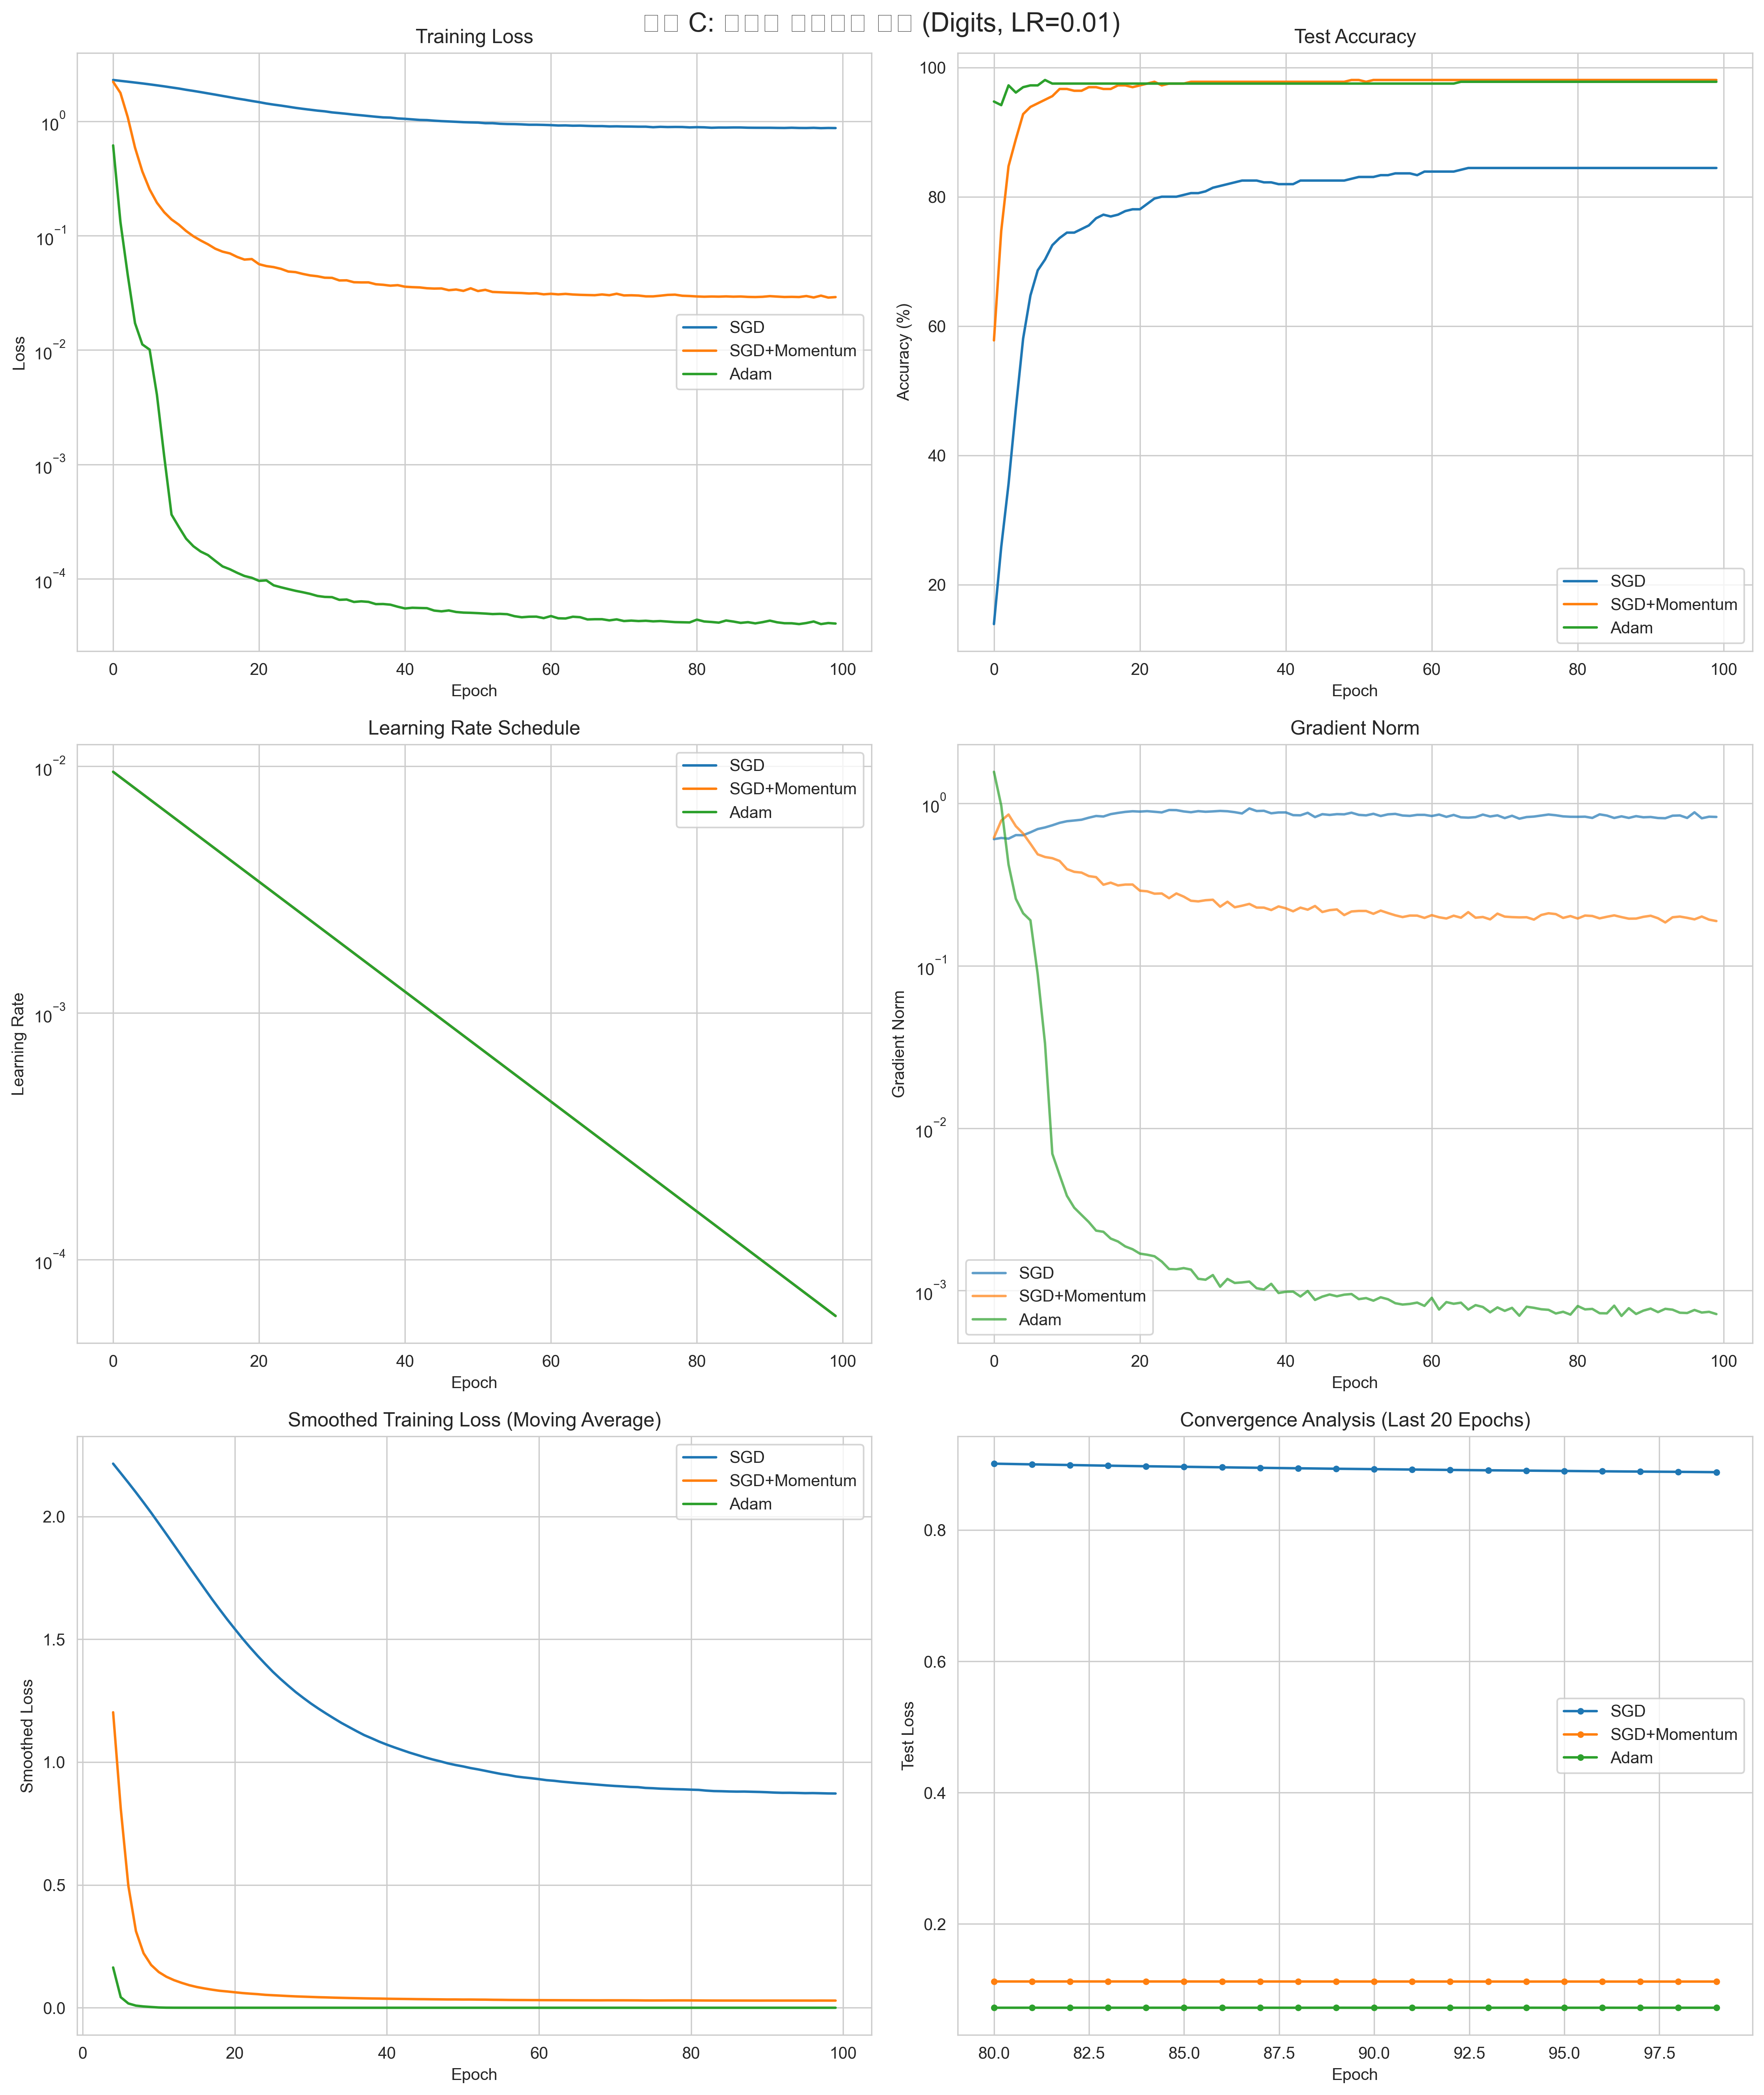 C: (Digits, LR=0.01)
Training Loss
Loss
10⁰
10⁻¹
10⁻²
10⁻³
10⁻⁴
SGD
SGD+Momentum
Adam
0 20 40 60 80 100
Epoch
Test Accuracy
Accuracy (%)
100
80
60
40
20
SGD
SGD+Momentum
Adam
0 20 40 60 80 100
Epoch
Learning Rate Schedule
Learning Rate
10⁻²
10⁻³
10⁻⁴
SGD
SGD+Momentum
Adam
0 20 40 60 80 100
Epoch
Gradient Norm
Gradient Norm
10⁰
10⁻¹
10⁻²
10⁻³
SGD
SGD+Momentum
Adam
0 20 40 60 80 100
Epoch
Smoothed Training Loss (Moving Average)
Smoothed Loss
2.0
1.5
1.0
0.5
0.0
SGD
SGD+Momentum
Adam
0 20 40 60 80 100
Epoch
Convergence Analysis (Last 20 Epochs)
Test Loss
0.8
0.6
0.4
0.2
SGD
SGD+Momentum
Adam
80.0 82.5 85.0 87.5 90.0 92.5 95.0 97.5
Epoch